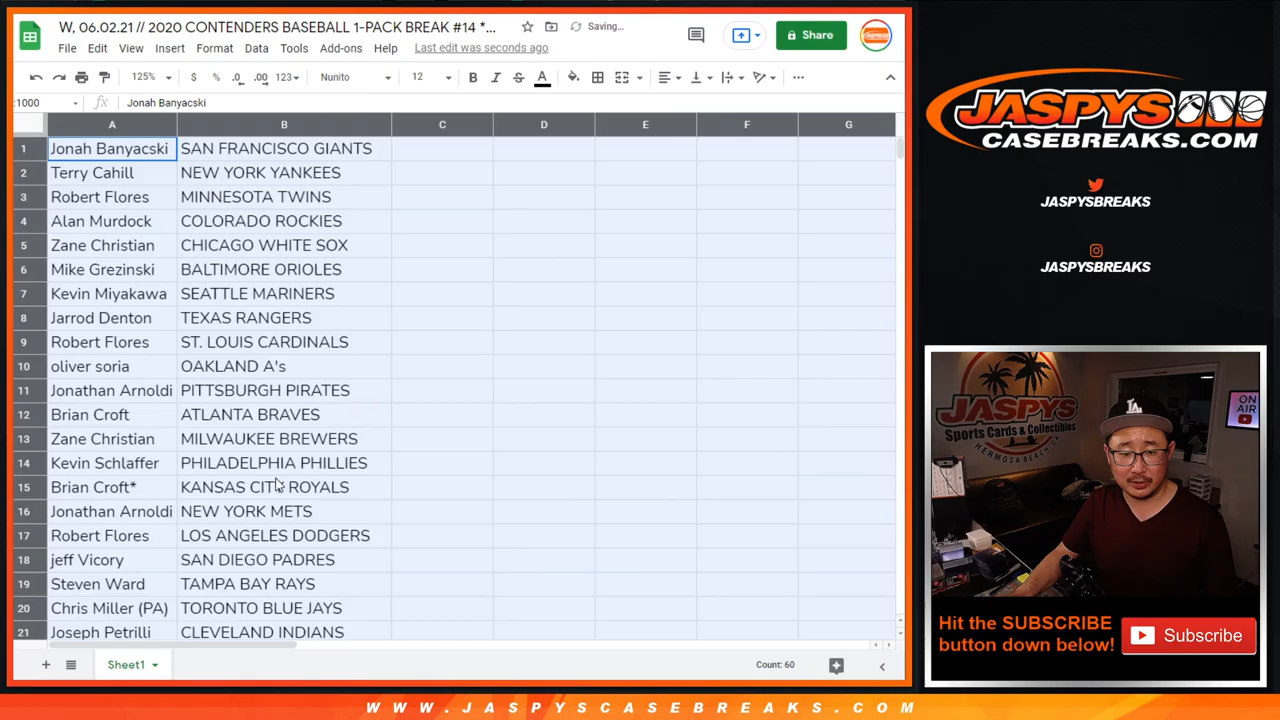 W, 06.02.21 // 2020 CONTENDERS BASEBALL 1-PACK BREAK #14 *...
Saving...
File Edit View Insert Format Data Tools Add-ons Help Last edit was seconds ago
Share
125% $ % .0 .00 123 Nunito 12 B I S A
:1000 fx Jonah Banyacski
A B C D E F G
1 Jonah Banyacski SAN FRANCISCO GIANTS
2 Terry Cahill NEW YORK YANKEES
3 Robert Flores MINNESOTA TWINS
4 Alan Murdock COLORADO ROCKIES
5 Zane Christian CHICAGO WHITE SOX
6 Mike Grezinski BALTIMORE ORIOLES
7 Kevin Miyakawa SEATTLE MARINERS
8 Jarrod Denton TEXAS RANGERS
9 Robert Flores ST. LOUIS CARDINALS
10 oliver soria OAKLAND A's
11 Jonathan Arnoldi PITTSBURGH PIRATES
12 Brian Croft ATLANTA BRAVES
13 Zane Christian MILWAUKEE BREWERS
14 Kevin Schlaffer PHILADELPHIA PHILLIES
15 Brian Croft* KANSAS CITY ROYALS
16 Jonathan Arnoldi NEW YORK METS
17 Robert Flores LOS ANGELES DODGERS
18 jeff Vicory SAN DIEGO PADRES
19 Steven Ward TAMPA BAY RAYS
20 Chris Miller (PA) TORONTO BLUE JAYS
21 Joseph Petrilli CLEVELAND INDIANS
Sheet1
Count: 60
JASPYS
CASEBREAKS.COM
JASPYSBREAKS
JASPYSBREAKS
JASPYS
Sports Cards & Collectibles
HERMOSA BEACH
LA
ON AIR
Hit the SUBSCRIBE
button down below!
Subscribe
WWW.JASPYSCASEBREAKS.COM